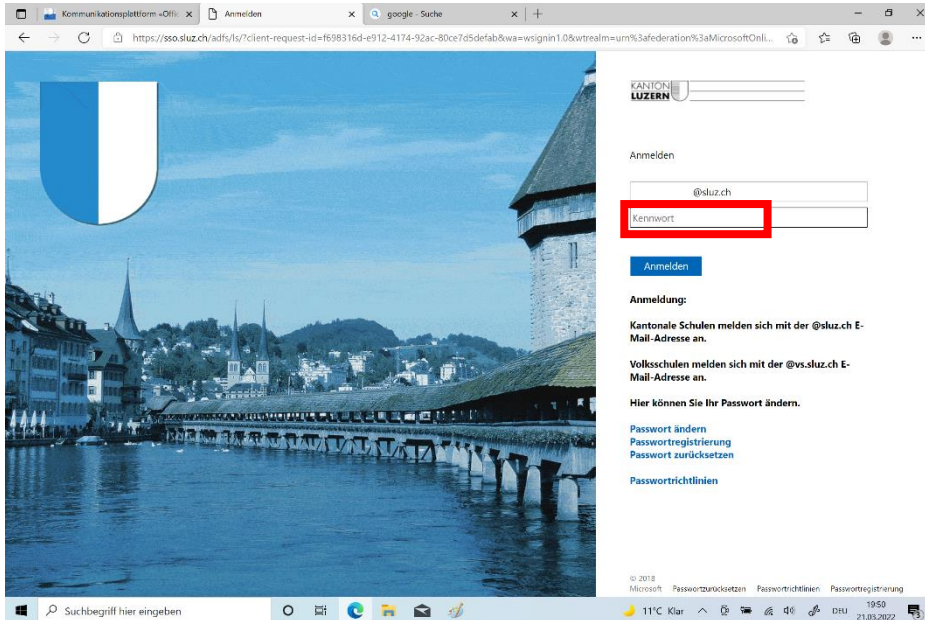 Kommunikationsplattform «Offic
Anmelden
google - Suche
https://sso.sluz.ch/adfs/ls/?client-request-id=f698316d-e912-4174-92ac-80ce7d5defab&wa=wsignin1.0&wtrealm=urn%3afederation%3aMicrosoftOnli...
KANTON
LUZERN
Anmelden
@sluz.ch
Kennwort
Anmelden
Anmeldung:
Kantonale Schulen melden sich mit der @sluz.ch E-
Mail-Adresse an.
Volksschulen melden sich mit der @vs.sluz.ch E-
Mail-Adresse an.
Hier können Sie Ihr Passwort ändern.
Passwort ändern
Passwortregistrierung
Passwort zurücksetzen
Passwortrichtlinien
© 2018
Microsoft Passwortzurücksetzen Passwortrichtlinien Passwortregistrierung
Suchbegriff hier eingeben
11°C Klar
DEU
19:50
21.03.2022